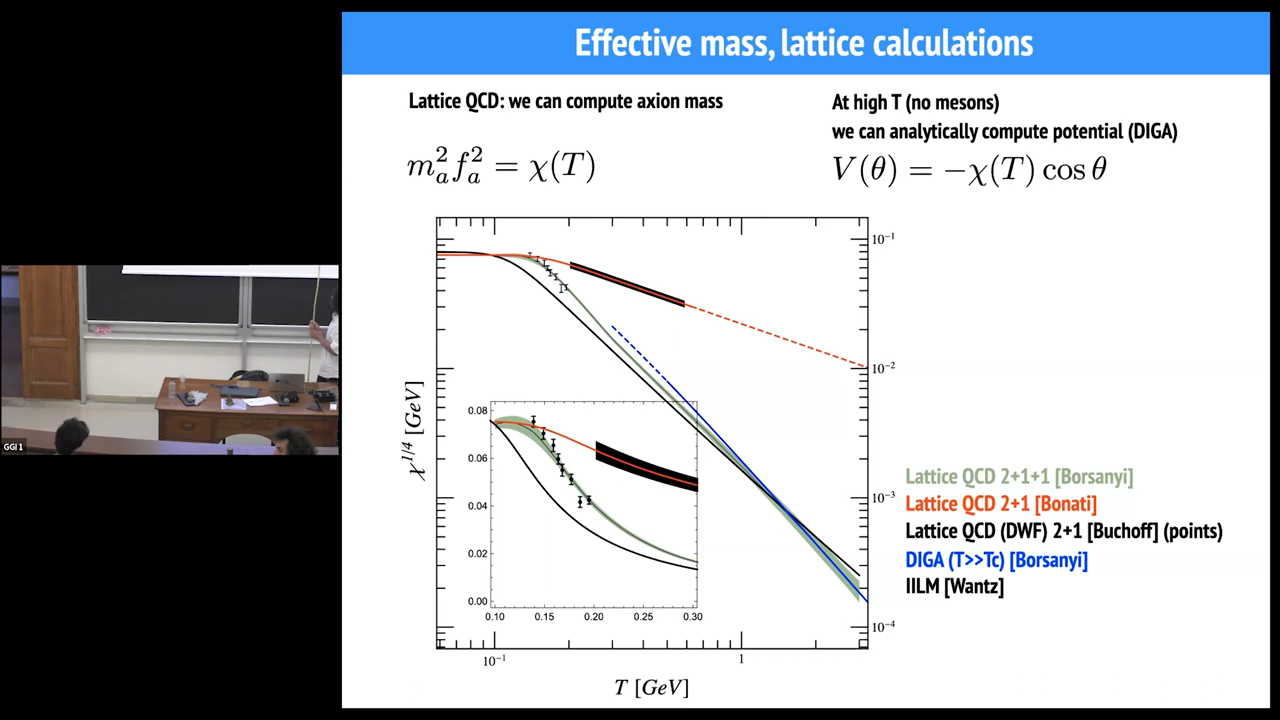 Effective mass, lattice calculations
Lattice QCD: we can compute axion mass
m_a^2 f_a^2 = χ(T)
At high T (no mesons)
we can analytically compute potential (DIGA)
V(θ) = −χ(T) cos θ
χ^{1/4} [GeV]
10^{-1}
10^{-2}
10^{-3}
10^{-4}
0.08
0.06
0.04
0.02
0.00
0.10 0.15 0.20 0.25 0.30
10^{-1} 1
T [GeV]
Lattice QCD 2+1+1 [Borsanyi]
Lattice QCD 2+1 [Bonati]
Lattice QCD (DWF) 2+1 [Buchoff] (points)
DIGA (T>>Tc) [Borsanyi]
IILM [Wantz]
GGI 1